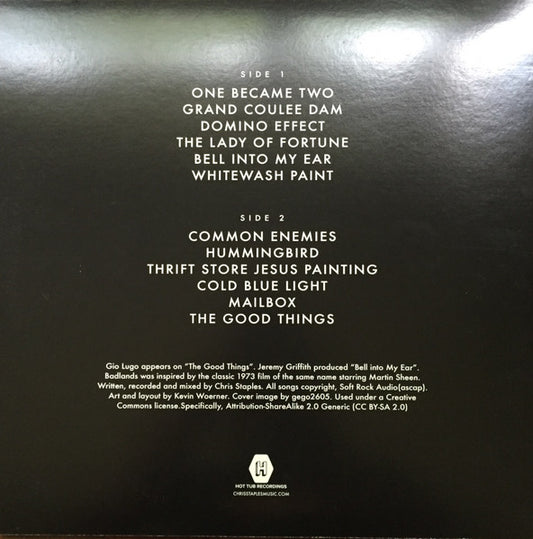 SIDE 1
ONE BECAME TWO
GRAND COULEE DAM
DOMINO EFFECT
THE LADY OF FORTUNE
BELL INTO MY EAR
WHITEWASH PAINT
SIDE 2
COMMON ENEMIES
HUMMINGBIRD
THRIFT STORE JESUS PAINTING
COLD BLUE LIGHT
MAILBOX
THE GOOD THINGS
Gio Lugo appears on "The Good Things". Jeremy Griffith produced "Bell into My Ear".
Badlands was inspired by the classic 1973 film of the same name starring Martin Sheen.
Written, recorded and mixed by Chris Staples. All songs copyright, Soft Rock Audio(ascap).
Art and layout by Kevin Woerner. Cover image by gego2605. Used under a Creative
Commons license.Specifically, Attribution-ShareAlike 2.0 Generic (CC BY-SA 2.0)
H
HOT TUB RECORDINGS
CHRISSTAPLESMUSIC.COM